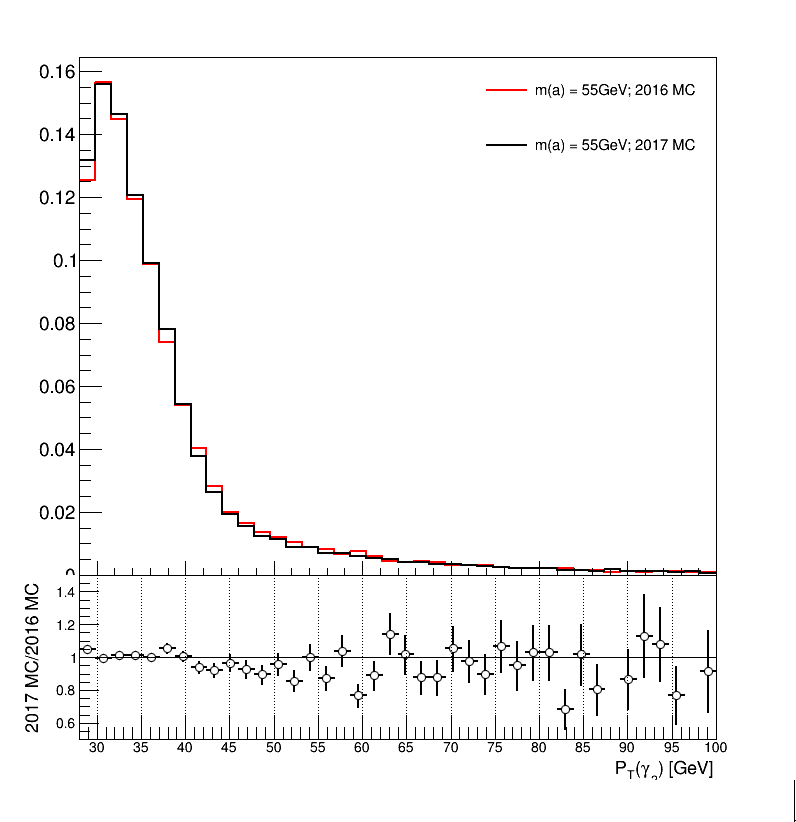 0.16
m(a) = 55GeV; 2016 MC
0.14
m(a) = 55GeV; 2017 MC
0.12
0.1
0.08
0.06
0.04
0.02
0
2017 MC/2016 MC
1.4
1.2
1
0.8
0.6
30 35 40 45 50 55 60 65 70 75 80 85 90 95 100
P_T(γ_2) [GeV]